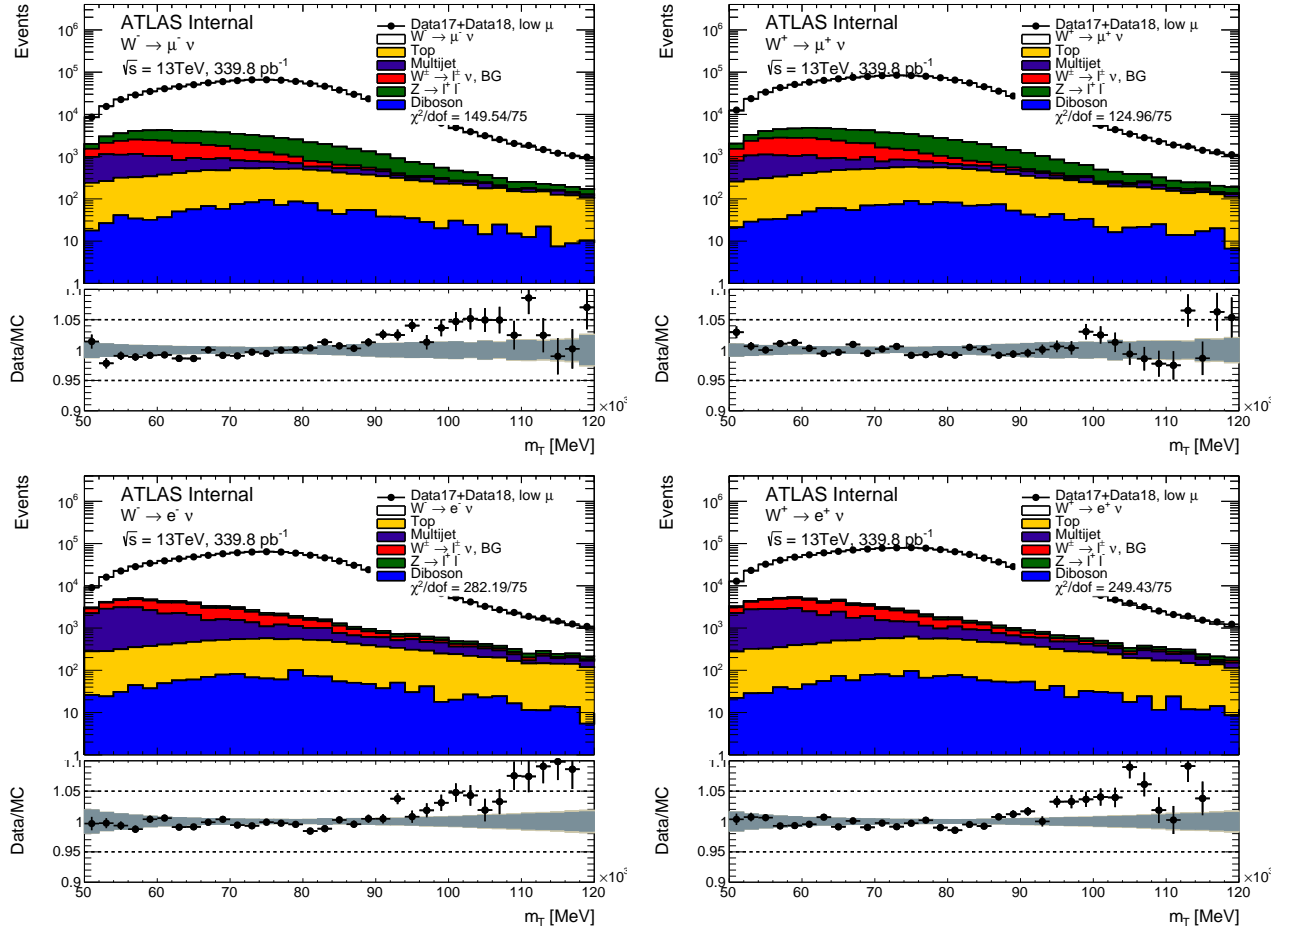 ATLAS Internal
W⁻ → μ⁻ ν
√s = 13TeV, 339.8 pb⁻¹
Data17+Data18, low μ
W⁻ → μ⁻ ν
Top
Multijet
W± → l± ν, BG
Z → l⁺ l⁻
Diboson
χ²/dof = 149.54/75
Events
10⁶
10⁵
10⁴
10³
10²
10
1
Data/MC
1.1
1.05
1
0.95
0.9
50 60 70 80 90 100 110 120
×10³
m_T [MeV]
ATLAS Internal
W⁺ → μ⁺ ν
√s = 13TeV, 339.8 pb⁻¹
Data17+Data18, low μ
W⁺ → μ⁺ ν
Top
Multijet
W± → l± ν, BG
Z → l⁺ l⁻
Diboson
χ²/dof = 124.96/75
Events
10⁶
10⁵
10⁴
10³
10²
10
1
Data/MC
1.1
1.05
1
0.95
0.9
50 60 70 80 90 100 110 120
×10³
m_T [MeV]
ATLAS Internal
W⁻ → e⁻ ν
√s = 13TeV, 339.8 pb⁻¹
Data17+Data18, low μ
W⁻ → e⁻ ν
Top
Multijet
W± → l± ν, BG
Z → l⁺ l⁻
Diboson
χ²/dof = 282.19/75
Events
10⁶
10⁵
10⁴
10³
10²
10
1
Data/MC
1.1
1.05
1
0.95
0.9
50 60 70 80 90 100 110 120
×10³
m_T [MeV]
ATLAS Internal
W⁺ → e⁺ ν
√s = 13TeV, 339.8 pb⁻¹
Data17+Data18, low μ
W⁺ → e⁺ ν
Top
Multijet
W± → l± ν, BG
Z → l⁺ l⁻
Diboson
χ²/dof = 249.43/75
Events
10⁶
10⁵
10⁴
10³
10²
10
1
Data/MC
1.1
1.05
1
0.95
0.9
50 60 70 80 90 100 110 120
×10³
m_T [MeV]